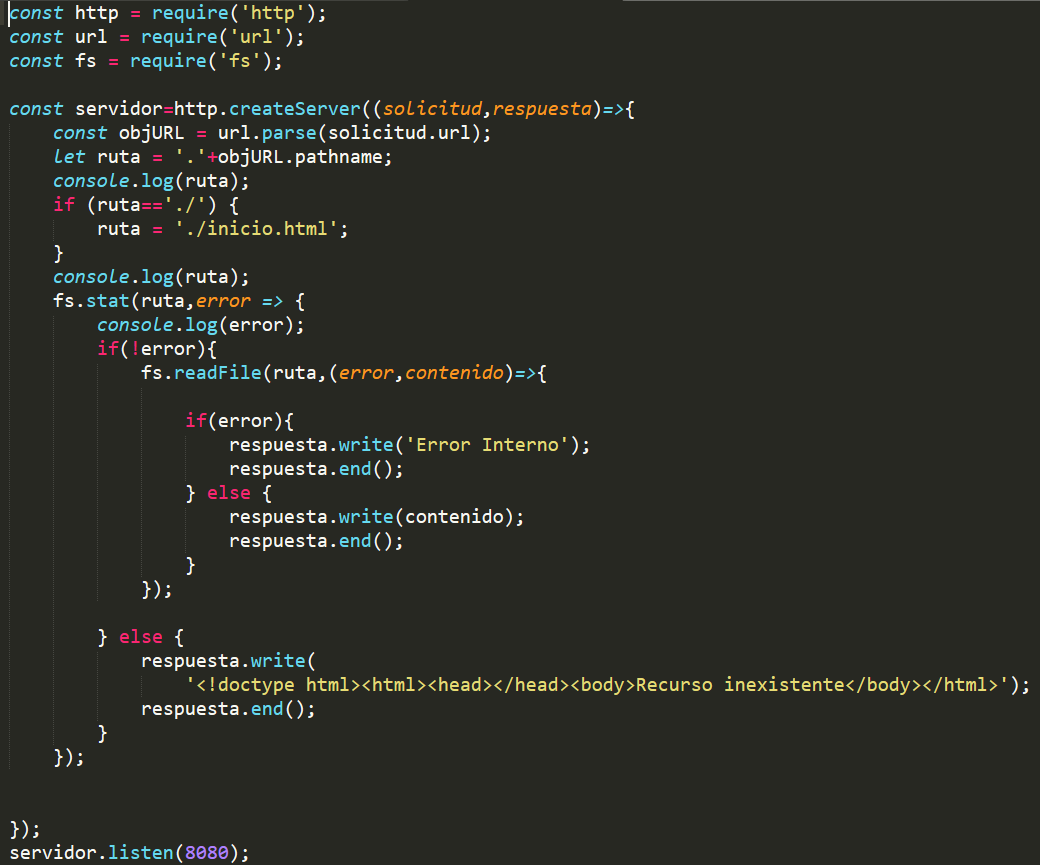 const http = require('http');
const url = require('url');
const fs = require('fs');
const servidor=http.createServer((solicitud,respuesta)=>{
    const objURL = url.parse(solicitud.url);
    let ruta = '.'+objURL.pathname;
    console.log(ruta);
    if (ruta=='./') {
        ruta = './inicio.html';
    }
    console.log(ruta);
    fs.stat(ruta,error => {
        console.log(error);
        if(!error){
            fs.readFile(ruta,(error,contenido)=>{
                if(error){
                    respuesta.write('Error Interno');
                    respuesta.end();
                } else {
                    respuesta.write(contenido);
                    respuesta.end();
                }
            });
        } else {
            respuesta.write(
                '<!doctype html><html><head></head><body>Recurso inexistente</body></html>');
            respuesta.end();
        }
    });
});
servidor.listen(8080);